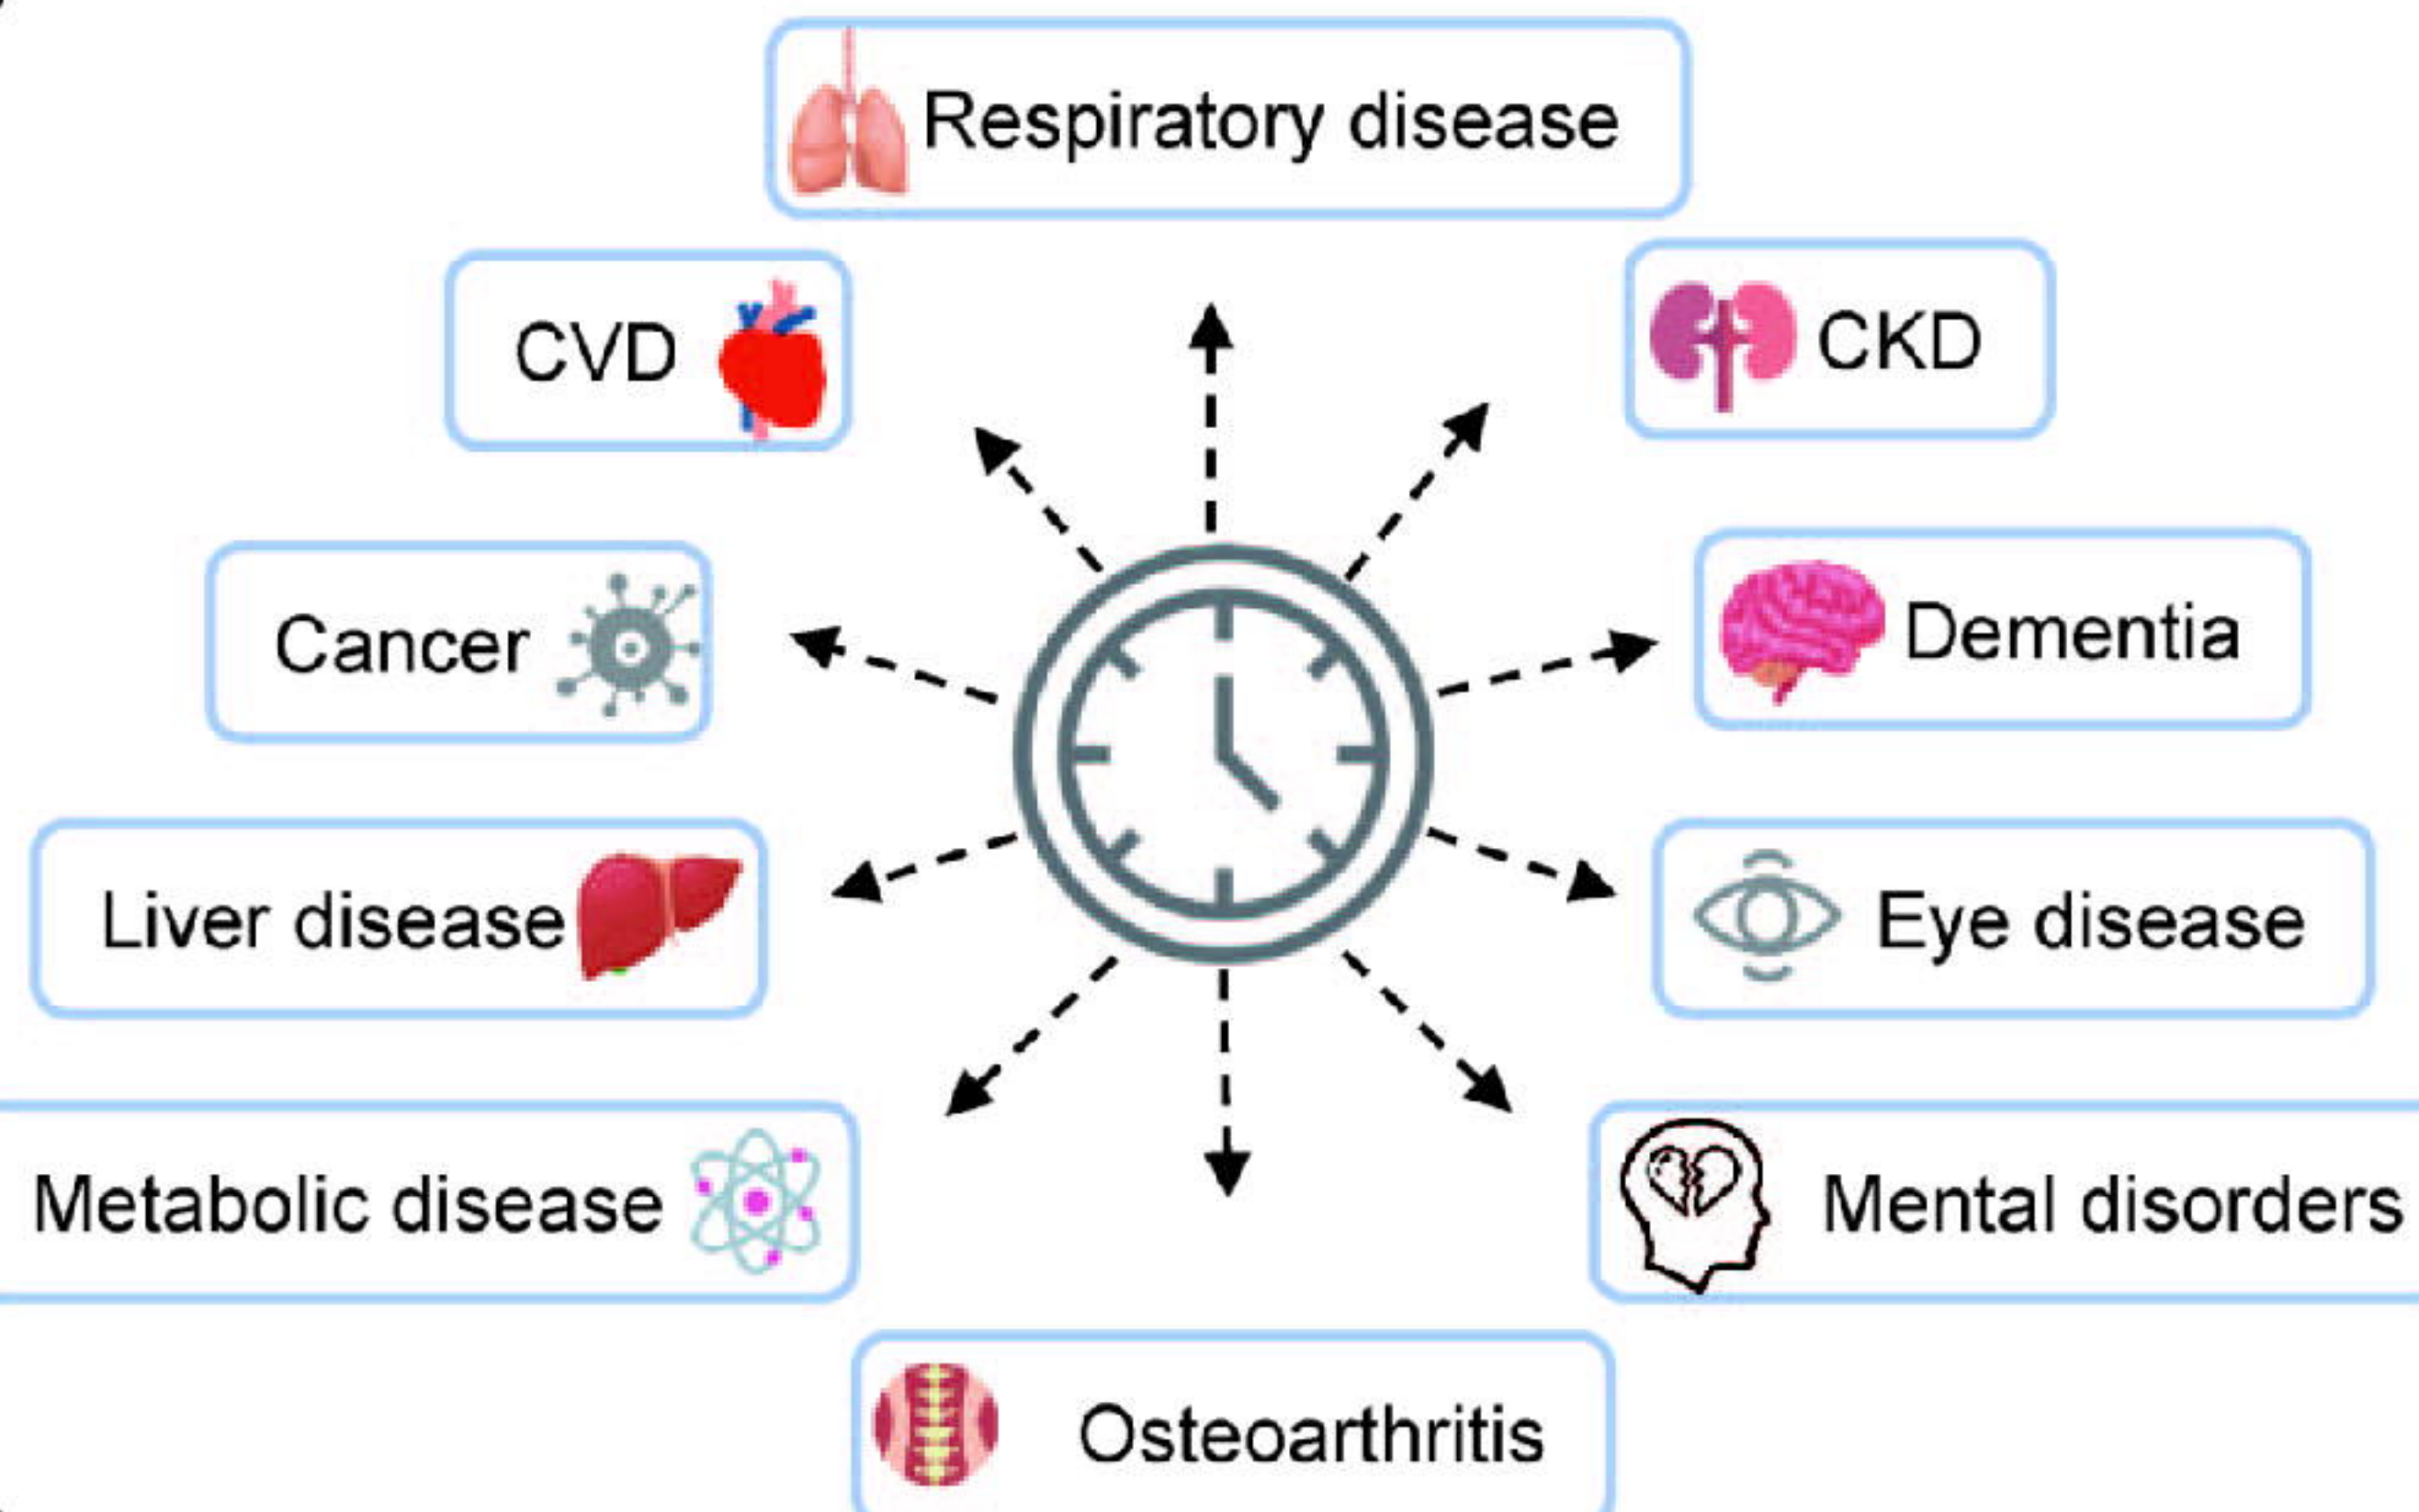 Respiratory disease
CVD
CKD
Cancer
Dementia
Liver disease
Eye disease
Metabolic disease
Mental disorders
Osteoarthritis